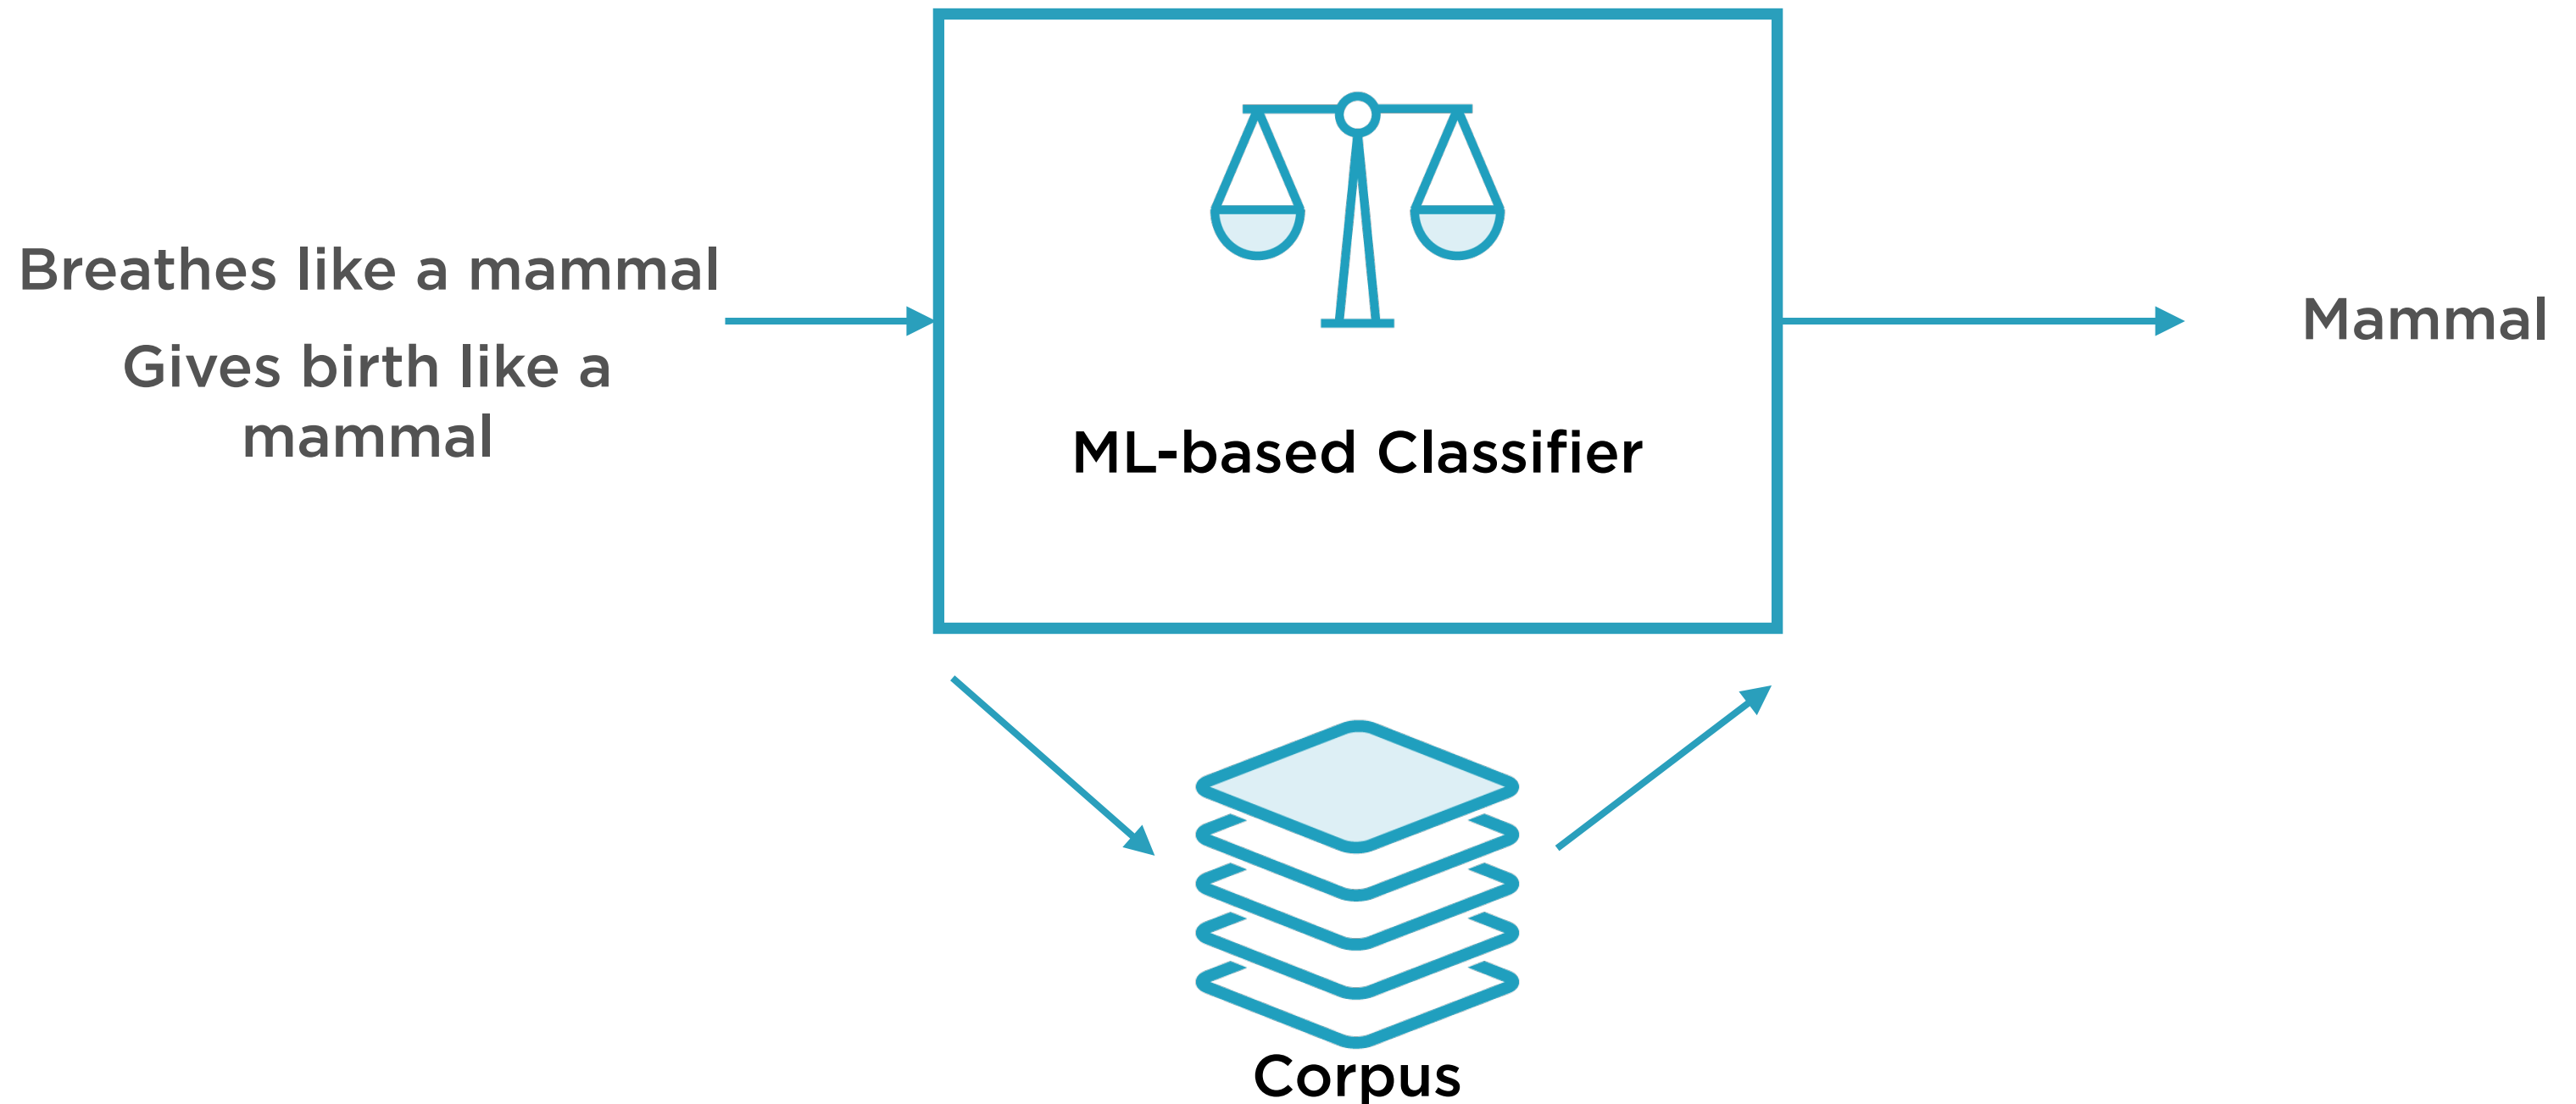 Breathes like a mammal
Gives birth like a
mammal
ML-based Classifier
Mammal
Corpus